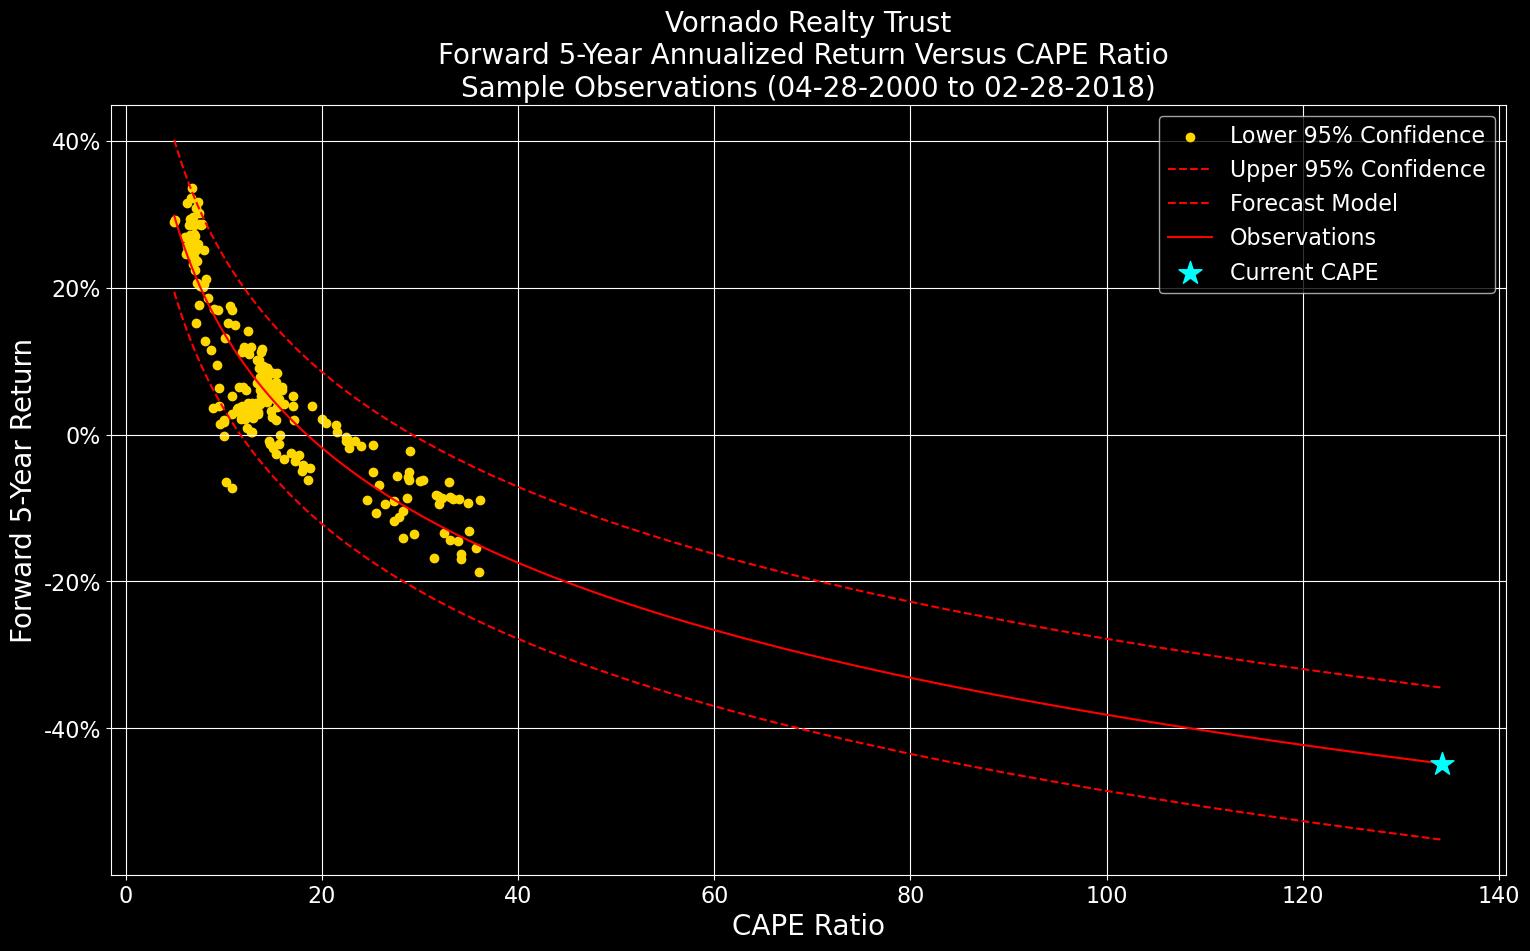 Vornado Realty Trust
Forward 5-Year Annualized Return Versus CAPE Ratio
Sample Observations (04-28-2000 to 02-28-2018)
Lower 95% Confidence
Upper 95% Confidence
Forecast Model
Observations
Current CAPE
Forward 5-Year Return
40%
20%
0%
-20%
-40%
0 20 40 60 80 100 120 140
CAPE Ratio